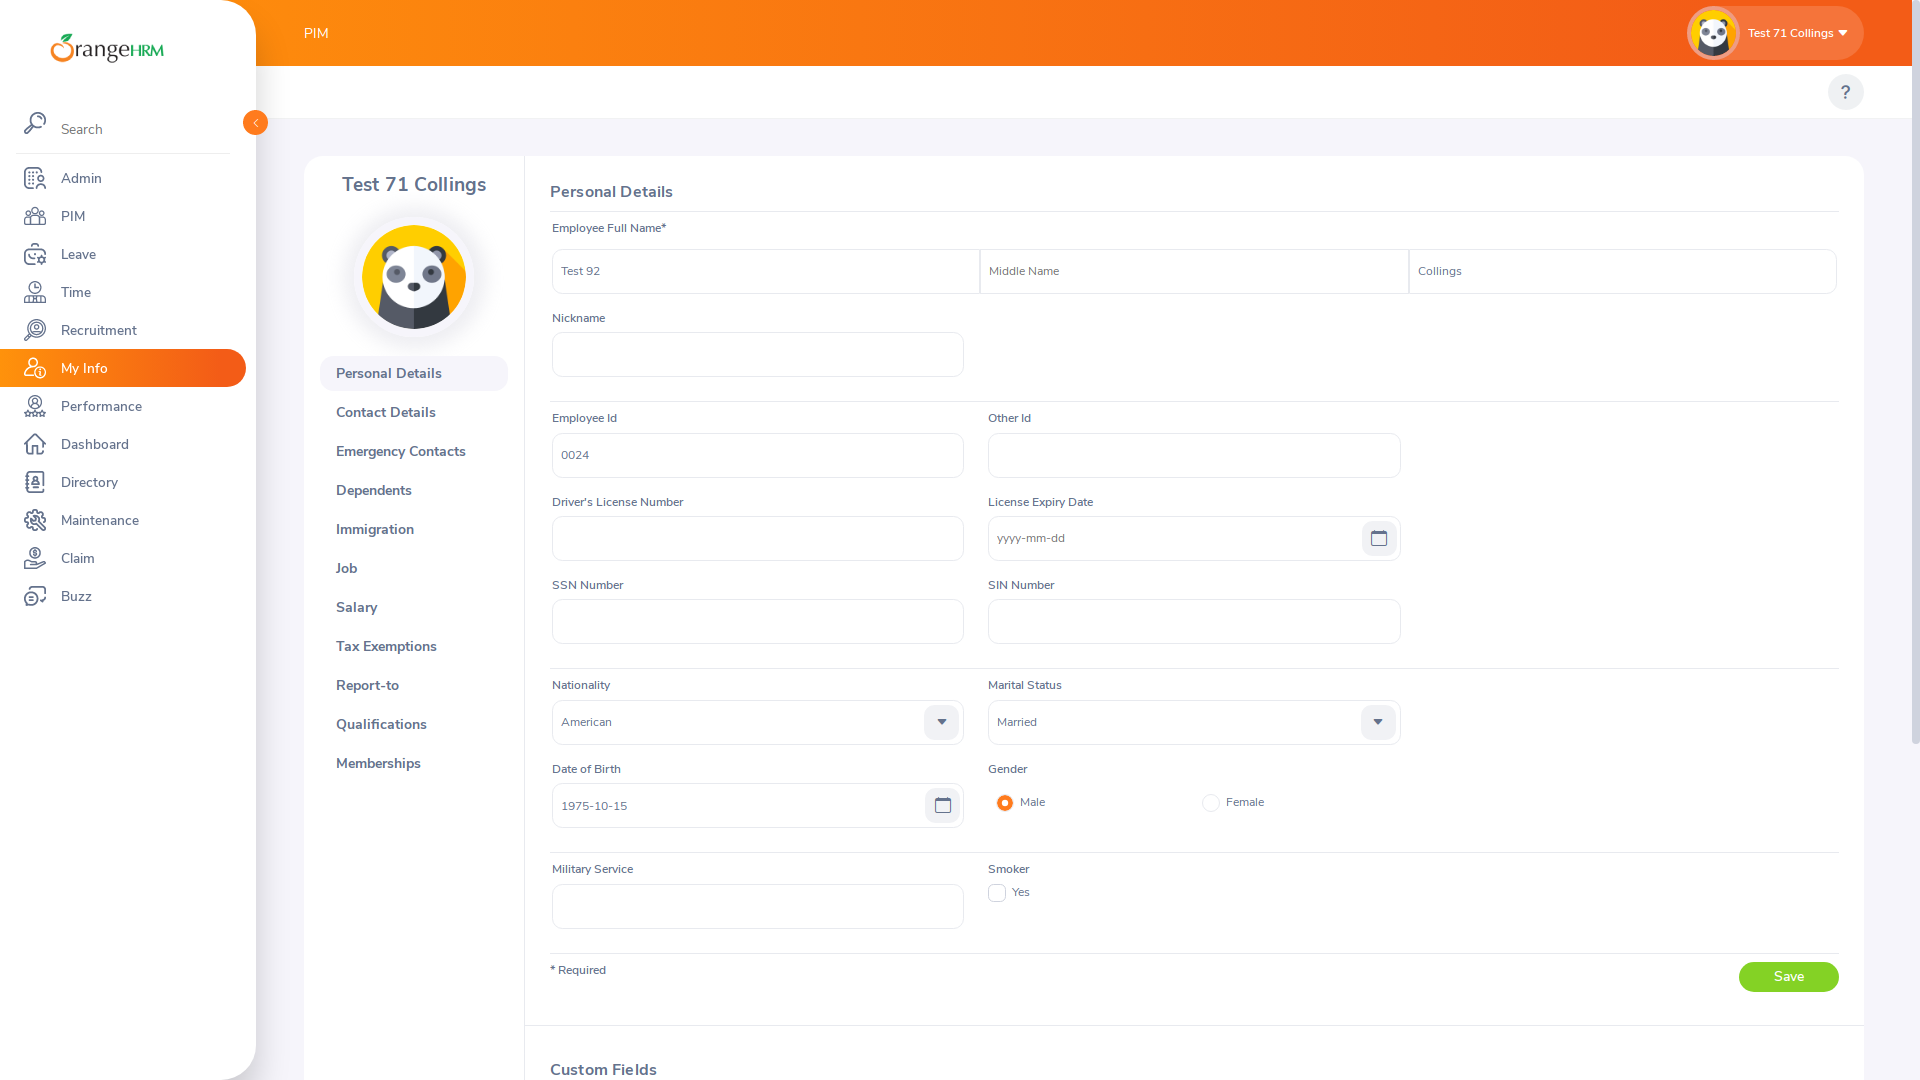 OrangeHRM
Search
Admin
PIM
Leave
Time
Recruitment
My Info
Performance
Dashboard
Directory
Maintenance
Claim
Buzz
PIM
Test 71 Collings
?
Test 71 Collings
Personal Details
Contact Details
Emergency Contacts
Dependents
Immigration
Job
Salary
Tax Exemptions
Report-to
Qualifications
Memberships
Personal Details
Employee Full Name*
Test 92 Middle Name Collings
Nickname
Employee Id Other Id
0024
Driver's License Number License Expiry Date
yyyy-mm-dd
SSN Number SIN Number
Nationality Marital Status
American Married
Date of Birth Gender
1975-10-15 Male Female
Military Service Smoker
Yes
* Required
Save
Custom Fields